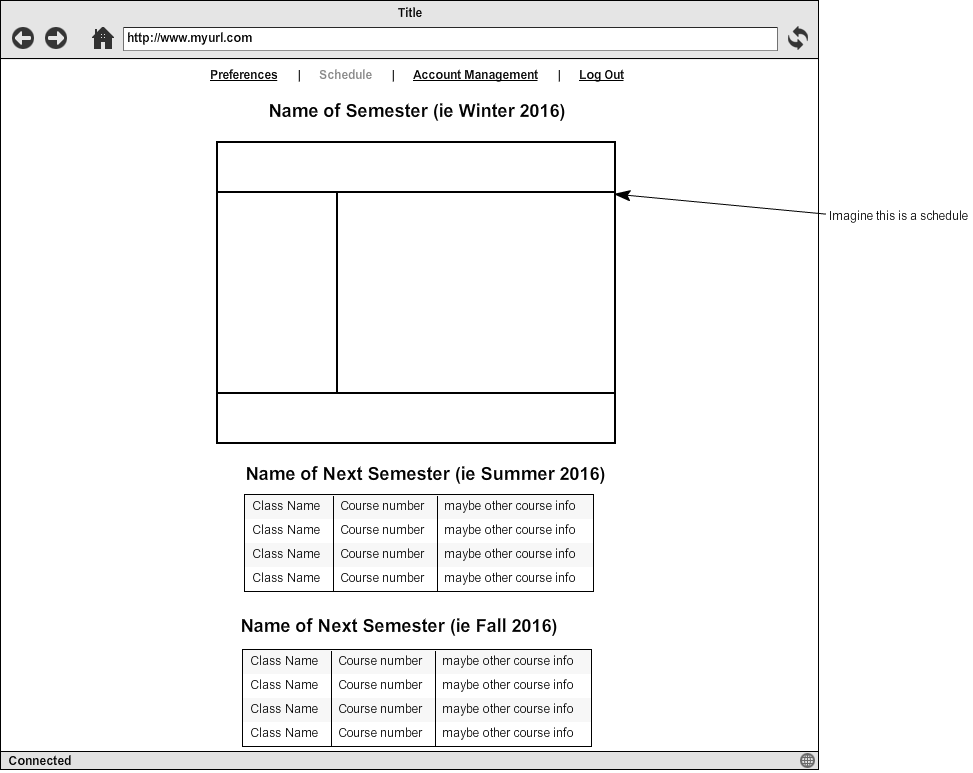 Title
http://www.myurl.com
Preferences | Schedule | Account Management | Log Out
Name of Semester (ie Winter 2016)
Imagine this is a schedule
Name of Next Semester (ie Summer 2016)
Class Name Course number maybe other course info
Class Name Course number maybe other course info
Class Name Course number maybe other course info
Class Name Course number maybe other course info
Name of Next Semester (ie Fall 2016)
Class Name Course number maybe other course info
Class Name Course number maybe other course info
Class Name Course number maybe other course info
Class Name Course number maybe other course info
Connected